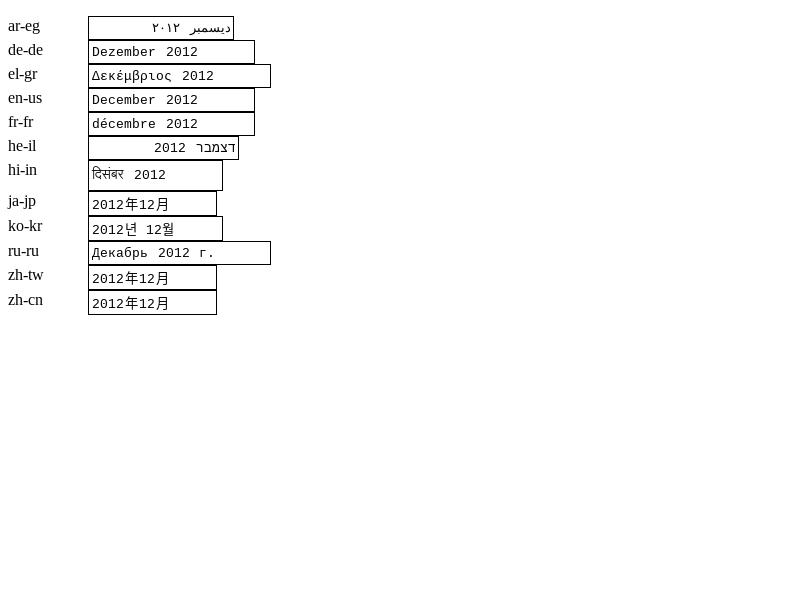 ar-eg ديسمبر ٢٠١٢
de-de Dezember 2012
el-gr Δεκέμβριος 2012
en-us December 2012
fr-fr décembre 2012
he-il דצמבר 2012
hi-in दिसंबर 2012
ja-jp 2012年12月
ko-kr 2012년 12월
ru-ru Декабрь 2012 г.
zh-tw 2012年12月
zh-cn 2012年12月